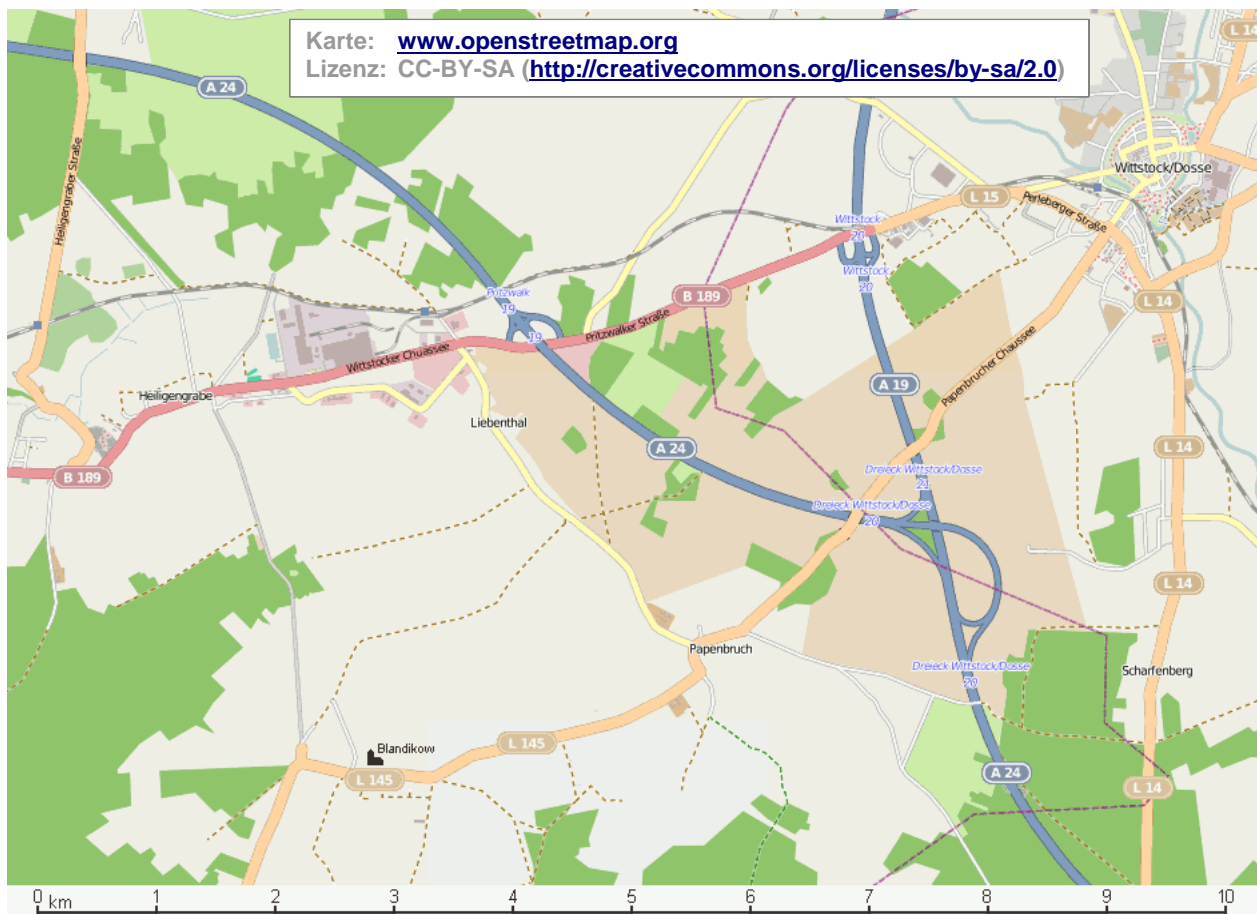 Karte: www.openstreetmap.org
Lizenz: CC-BY-SA (http://creativecommons.org/licenses/by-sa/2.0)
L 14
A 24
Heiligengraber Straße
Wittstock/Dosse
L 15
Perleberger Straße
Wittstock
20
Wittstock
20
Pritzwalk
19
19
B 189
L 14
Pritzwalker Straße
Wittstocker Chuassee
Papenbrucher Chaussee
A 19
Heiligengrabe
Liebenthal
A 24
L 14
B 189
Dreieck Wittstock/Dosse
21
Dreieck Wittstock/Dosse
20
L 14
Papenbruch
Dreieck Wittstock/Dosse
20
Scharfenberg
Blandikow
L 145
L 145
A 24
L 14
0 km 1 2 3 4 5 6 7 8 9 10